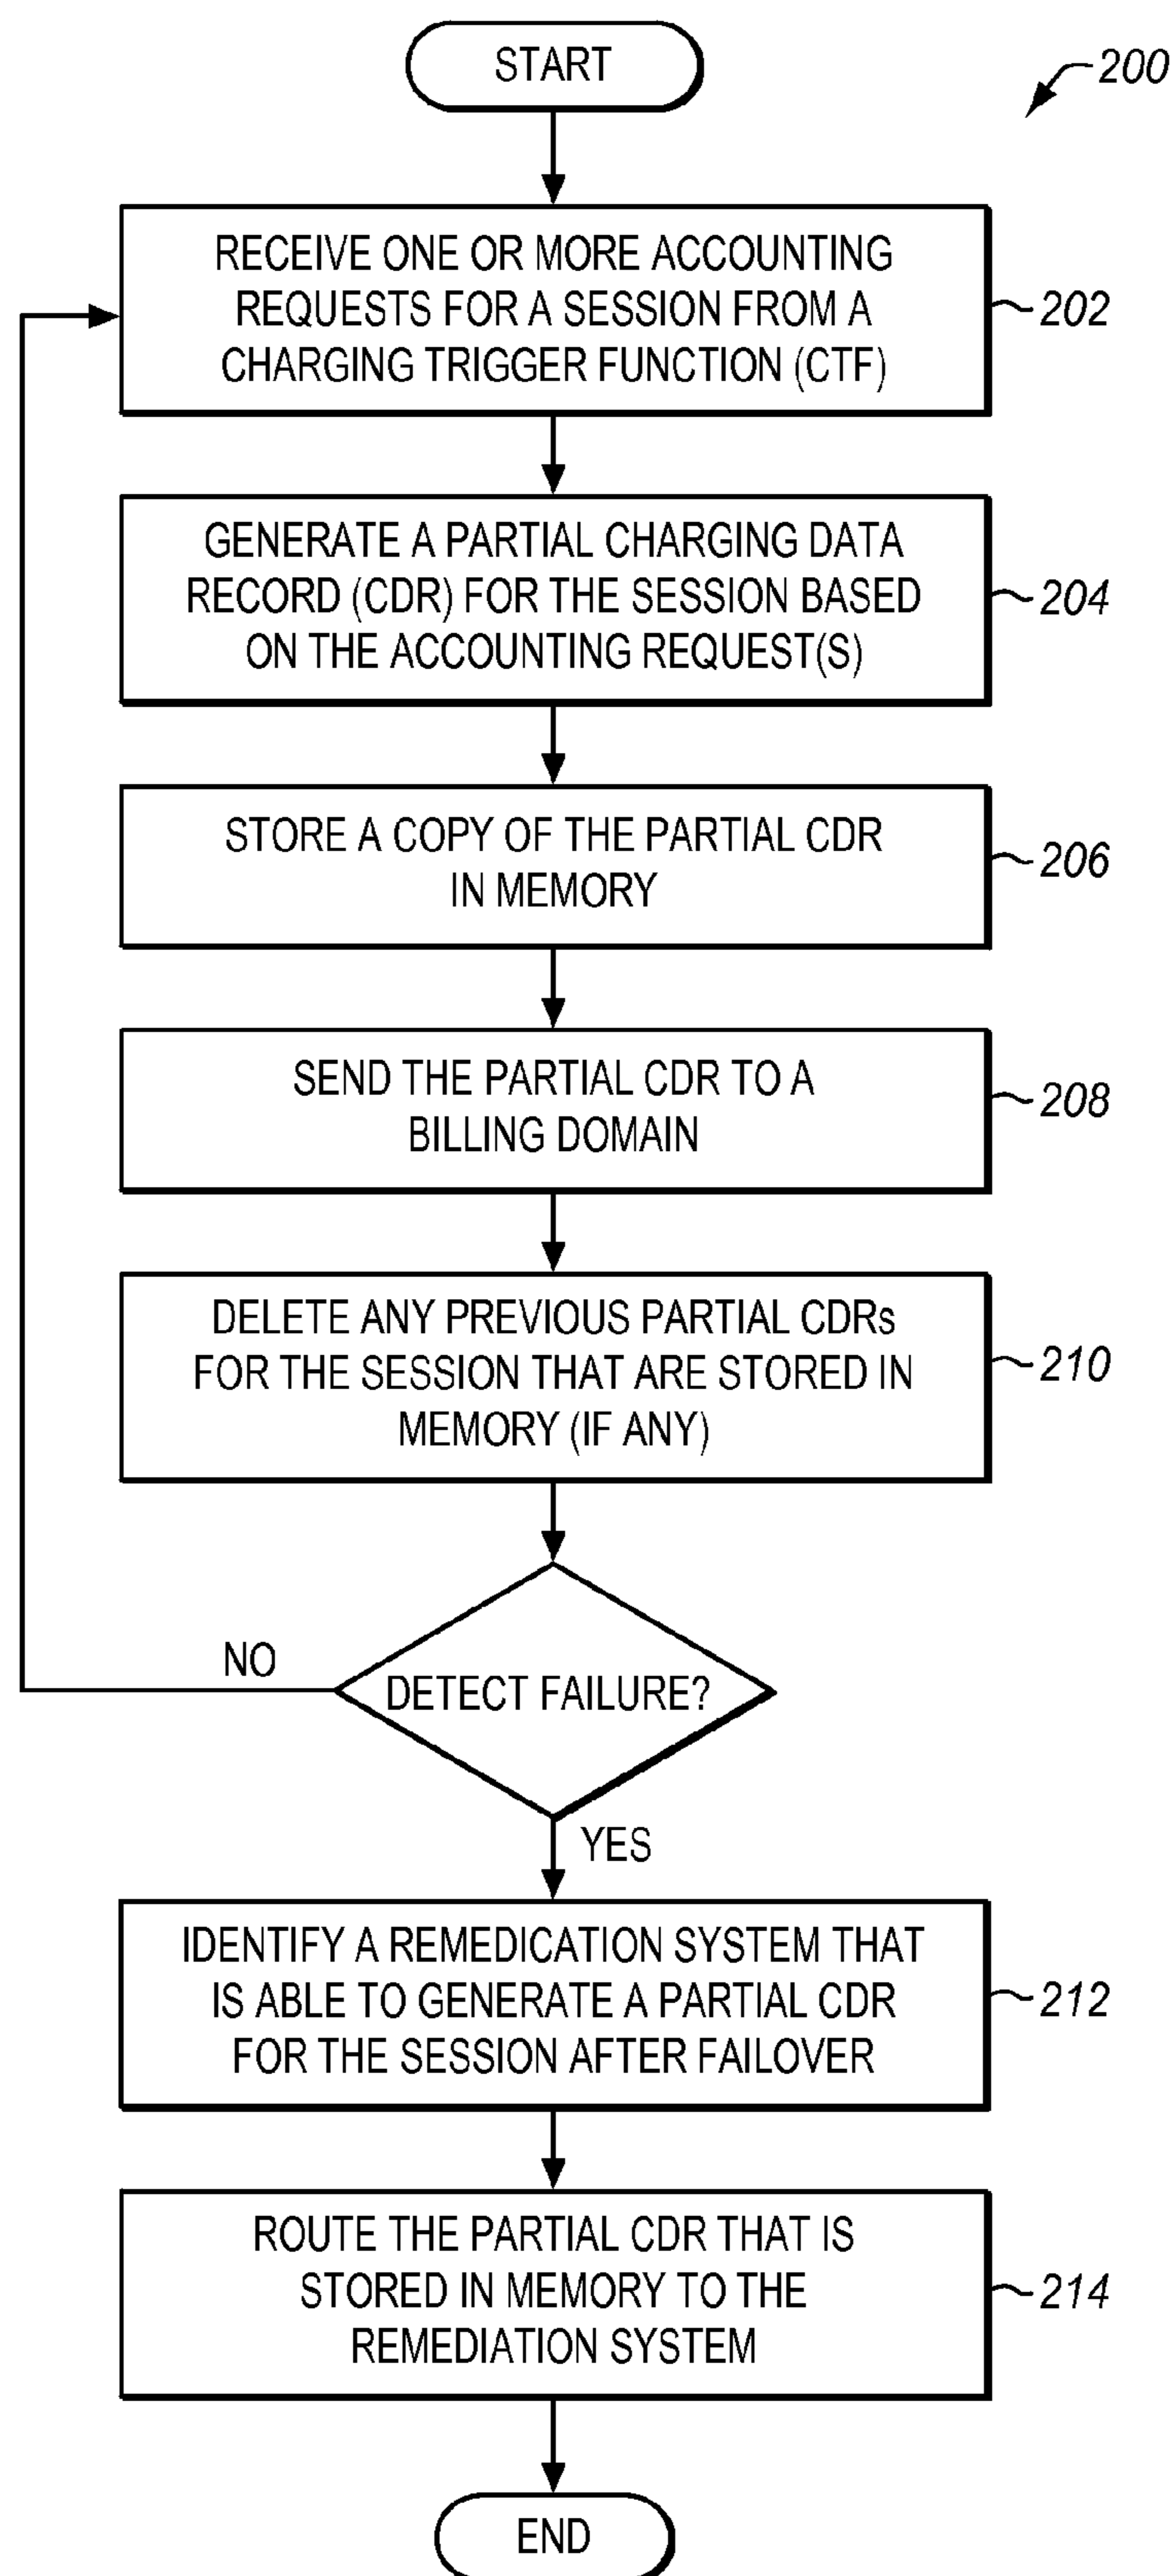 START
200
RECEIVE ONE OR MORE ACCOUNTING
REQUESTS FOR A SESSION FROM A
CHARGING TRIGGER FUNCTION (CTF)
202
GENERATE A PARTIAL CHARGING DATA
RECORD (CDR) FOR THE SESSION BASED
ON THE ACCOUNTING REQUEST(S)
204
STORE A COPY OF THE PARTIAL CDR
IN MEMORY
206
SEND THE PARTIAL CDR TO A
BILLING DOMAIN
208
DELETE ANY PREVIOUS PARTIAL CDRs
FOR THE SESSION THAT ARE STORED IN
MEMORY (IF ANY)
210
NO
DETECT FAILURE?
YES
IDENTIFY A REMEDICATION SYSTEM THAT
IS ABLE TO GENERATE A PARTIAL CDR
FOR THE SESSION AFTER FAILOVER
212
ROUTE THE PARTIAL CDR THAT IS
STORED IN MEMORY TO THE
REMEDIATION SYSTEM
214
END